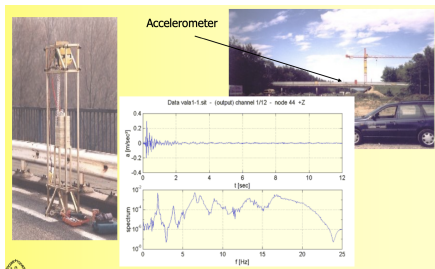 Accelerometer
Data vala1-1.sit - (output) channel 1/12 - node 44 +Z
a [m/sec²]
0.4
0.2
0
-0.2
-0.4
0 2 4 6 8 10 12
t [sec]
spectrum
0 5 10 15 20 25
f [Hz]